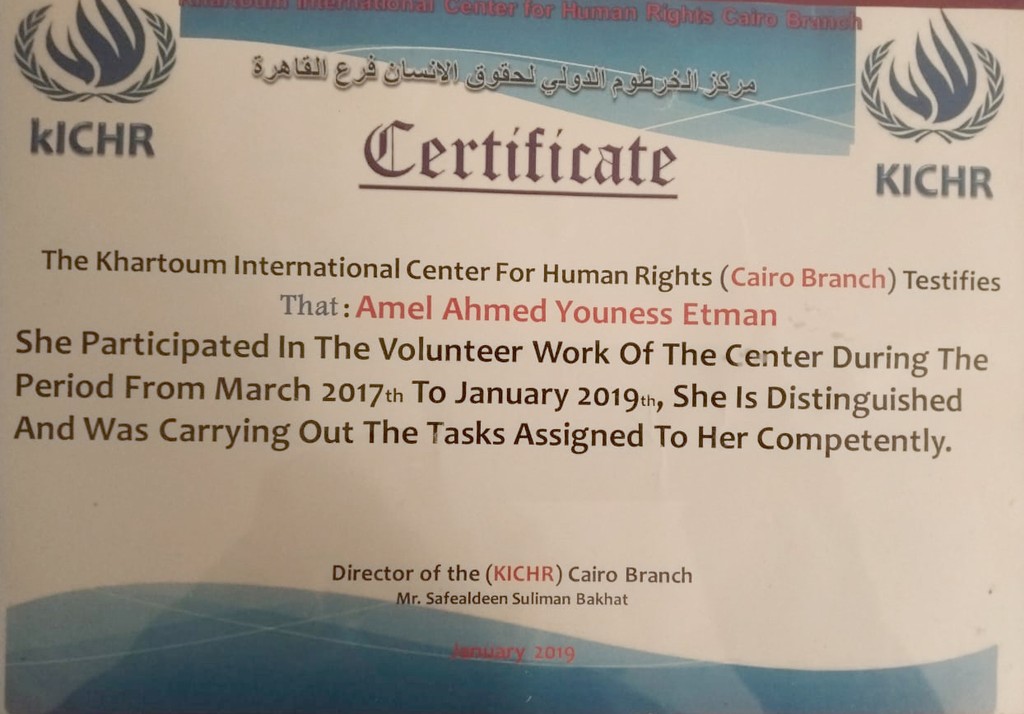 Khartoum International Center for Human Rights Cairo Branch
مركز الخرطوم الدولي لحقوق الانسان فرع القاهرة
kICHR
KICHR
Certificate
The Khartoum International Center For Human Rights (Cairo Branch) Testifies
That : Amel Ahmed Youness Etman
She Participated In The Volunteer Work Of The Center During The
Period From March 2017th To January 2019th, She Is Distinguished
And Was Carrying Out The Tasks Assigned To Her Competently.
Director of the (KICHR) Cairo Branch
Mr. Safealdeen Suliman Bakhat
January 2019